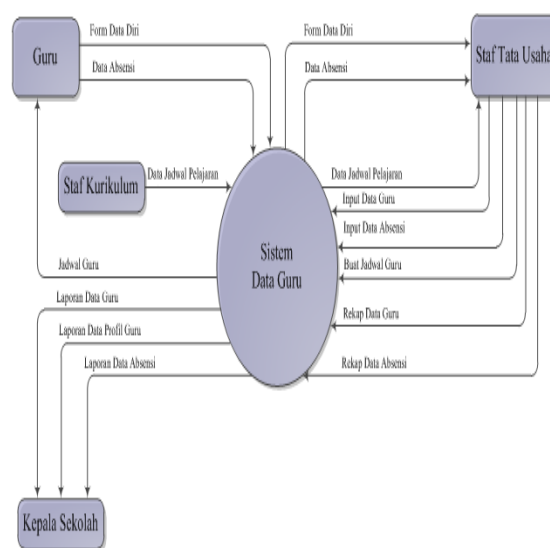 Form Data Diri
Form Data Diri
Guru
Staf Tata Usaha
Data Absensi
Data Absensi
Data Jadwal Pelajaran
Data Jadwal Pelajaran
Staf Kurikulum
Input Data Guru
Input Data Absensi
Sistem
Data Guru
Jadwal Guru
Buat Jadwal Guru
Laporan Data Guru
Rekap Data Guru
Laporan Data Profil Guru
Laporan Data Absensi
Rekap Data Absensi
Kepala Sekolah